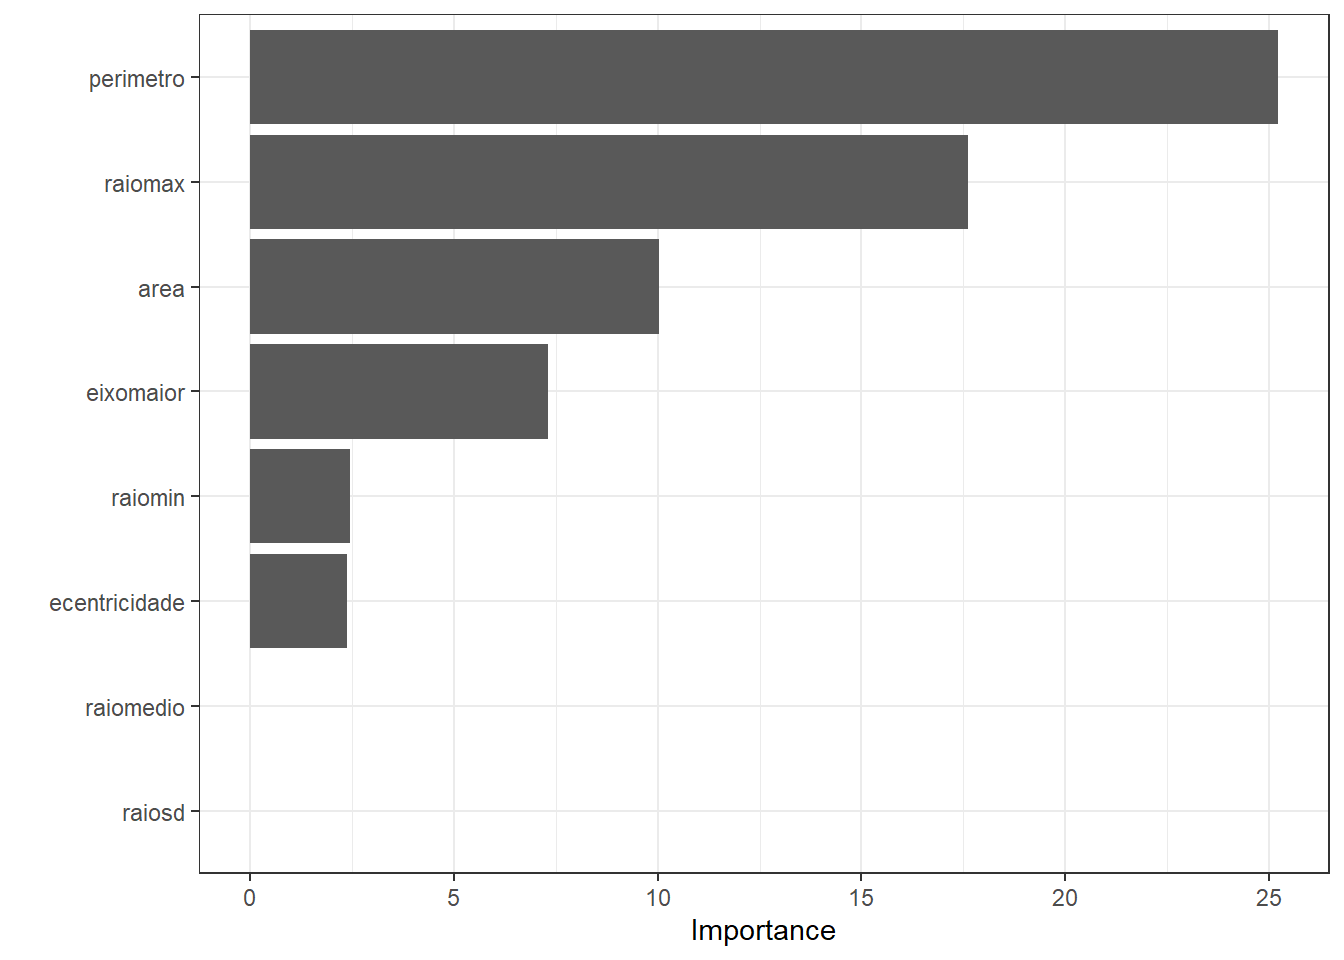 perimetro
raiomax
area
eixomaior
raiomin
ecentricidade
raiomedio
raiosd
0 5 10 15 20 25
Importance